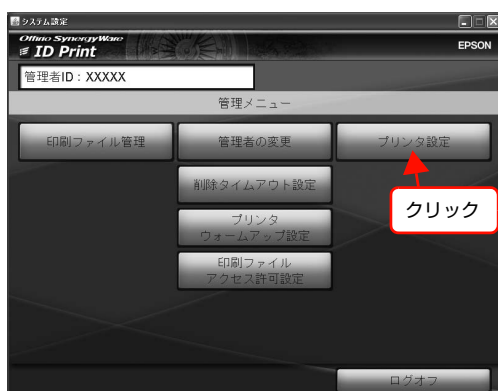 システム設定
Offirio SynergyWare
ID Print
EPSON
管理者ID：XXXXX
管理メニュー
印刷ファイル管理
管理者の変更
プリンタ設定
削除タイムアウト設定
クリック
プリンタ
ウォームアップ設定
印刷ファイル
アクセス許可設定
ログオフ